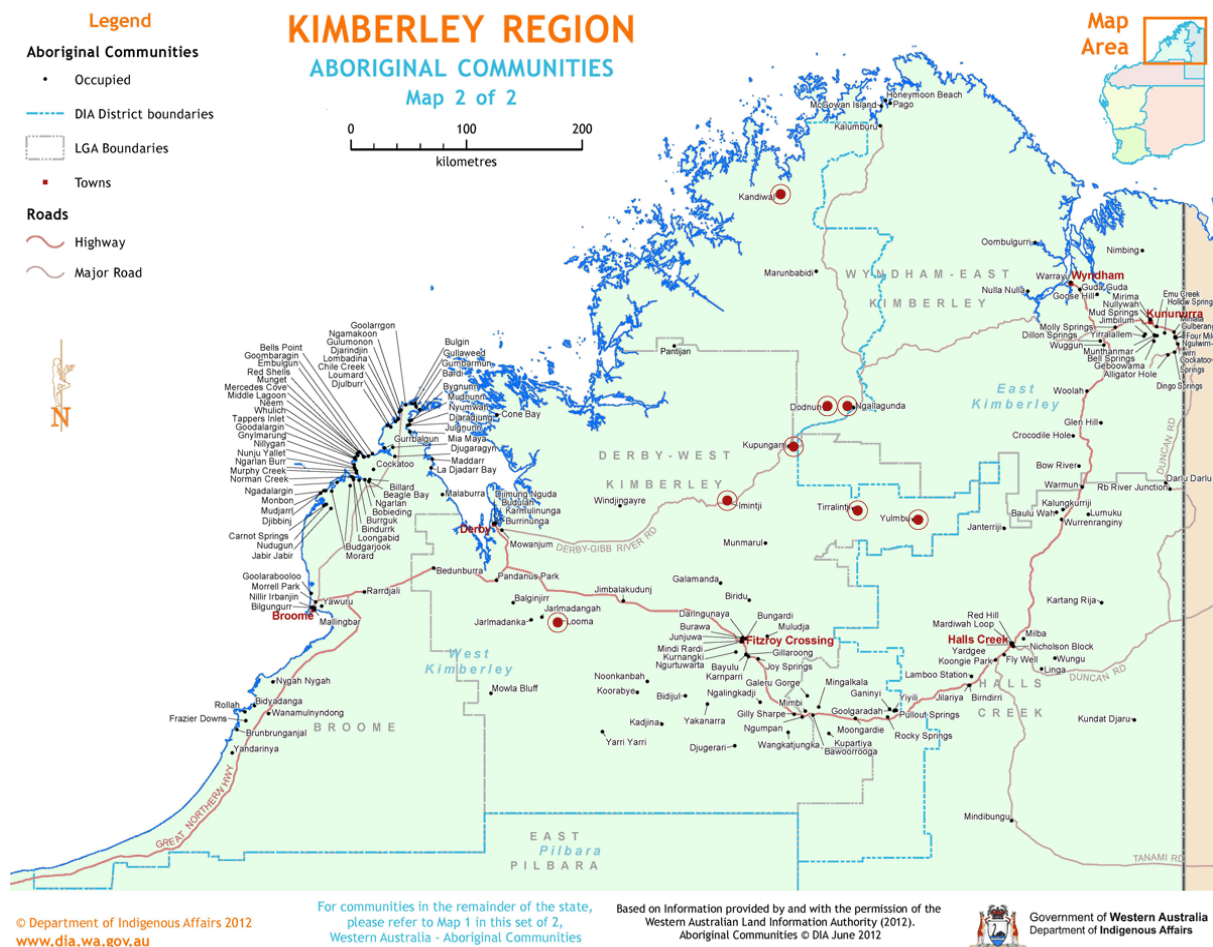 Legend
Aboriginal Communities
Occupied
DIA District boundaries
LGA Boundaries
Towns
Roads
Highway
Major Road
KIMBERLEY REGION
ABORIGINAL COMMUNITIES
Map 2 of 2
0 100 200
kilometres
Map
Area
Honeymoon Beach
McGowan Island
Pago
Kalumburu
Kandiwal
Oombulgurri
Nimbing
Marunbabidi
WYNDHAM-EAST
KIMBERLEY
Warrayu
Wyndham
Nulla Nulla
Guda Guda
Goose Hill
Emu Creek
Mirima
Hollow Spring
Nullywah
Mud Springs
Kununurra
Jimbilum
Molly Springs
Minata
Gulberang
Dillon Springs
Yirralallem
Four Mile
Wuggun
Ngulwirri-
wirri
Munthanmar
Bell Springs
Cockatoo
Springs
Geboowama
Alligator Hole
Dingo Springs
Pantijan
East
Kimberley
Woolah
Dodnun
Ngallagunda
Glen Hill
Crocodile Hole
DUNCAN RD
Kupungarri
DERBY-WEST
KIMBERLEY
Bow River
Warmun
Rb River Junction
Darlu Darlu
Windjingayre
Imintji
Tirralintji
Yulmbu
Kalungkurriji
Baulu Wah
Lumuku
Wurrenranginy
Janterriji
Munmarul
DERBY-GIBB RIVER RD
Goolarrgon
Ngamakoon
Gulumonon
Djarindjin
Lombadina
Chile Creek
Loumard
Djulburr
Bells Point
Goombaragin
Embulgun
Red Shells
Munget
Mercedes Cove
Middle Lagoon
Neem
Whulich
Tappers Inlet
Goodalargin
Gnylmarung
Nillygan
Nunju Yallet
Ngarlan Burr
Murphy Creek
Norman Creek
Ngadalargin
Monbon
Mudjarrl
Djibbinj
Carnot Springs
Nudugun
Jabir Jabir
Bulgin
Gullaweed
Gumbarmun
Bardi
Bygnunn
Mudnunn
Nyumwah
Djaradjung
Julgnunn
Cone Bay
Gurrbalgun
Mia Maya
Djugaragyn
Cockatoo
Maddarr
La Djadarr Bay
Billard
Beagle Bay
Malaburra
Ngarlan
Bobieding
Burrguk
Bindurrk
Loongabid
Budgarjook
Morard
Djimung Nguda
Budulah
Karmulinunga
Burrinunga
Derby
Mowanjum
Goolarabooloo
Morrell Park
Nillir Irbanjin
Bilgungurr
Yawuru
Broome
Mallingbar
Rarrdjali
Bedunburra
Pandanus Park
Balginjirr
Jarlmadangah
Jarlmadanka
Looma
Jimbalakudunj
Galamanda
Biridu
Daringunaya
Bungardi
Burawa
Muludja
Junjuwa
Fitzroy Crossing
Mindi Rardi
Kurnangki
Gillaroong
Ngurtuwarta
Bayulu
Joy Springs
Karnparri
Galeru Gorge
Ngalingkadji
Mimbi
Mingalkala
Ganinyi
Yiyili
Goolgaradah
Pullout Springs
Gilly Sharpe
Moongardie
Rocky Springs
Ngumpan
Kupartiya
Wangkatjungka
Bawoorrooga
Noonkanbah
Koorabye
Bidijul
Yakanarra
Kadjina
Yarri Yarri
Djugerari
West
Kimberley
Mowla Bluff
Nygah Nygah
Rollah
Bidyadanga
Frazier Downs
Wanamulnyndong
Brunbrunganjal
Yandarinya
BROOME
GREAT NORTHERN HWY
Kartang Rija
Red Hill
Mardiwah Loop
Milba
Halls Creek
Nicholson Block
Yardgee
Koongie Park
Fly Well
Wungu
Linga
Lamboo Station
DUNCAN RD
HALLS
CREEK
Jilariya
Birndirri
Kundat Djaru
Mindibungu
TANAMI RD
EAST
Pilbara
PILBARA
N
© Department of Indigenous Affairs 2012
www.dia.wa.gov.au
For communities in the remainder of the state,
please refer to Map 1 in this set of 2,
Western Australia - Aboriginal Communities
Based on Information provided by and with the permission of the
Western Australian Land Information Authority (2012).
Aboriginal Communities © DIA June 2012
Government of Western Australia
Department of Indigenous Affairs